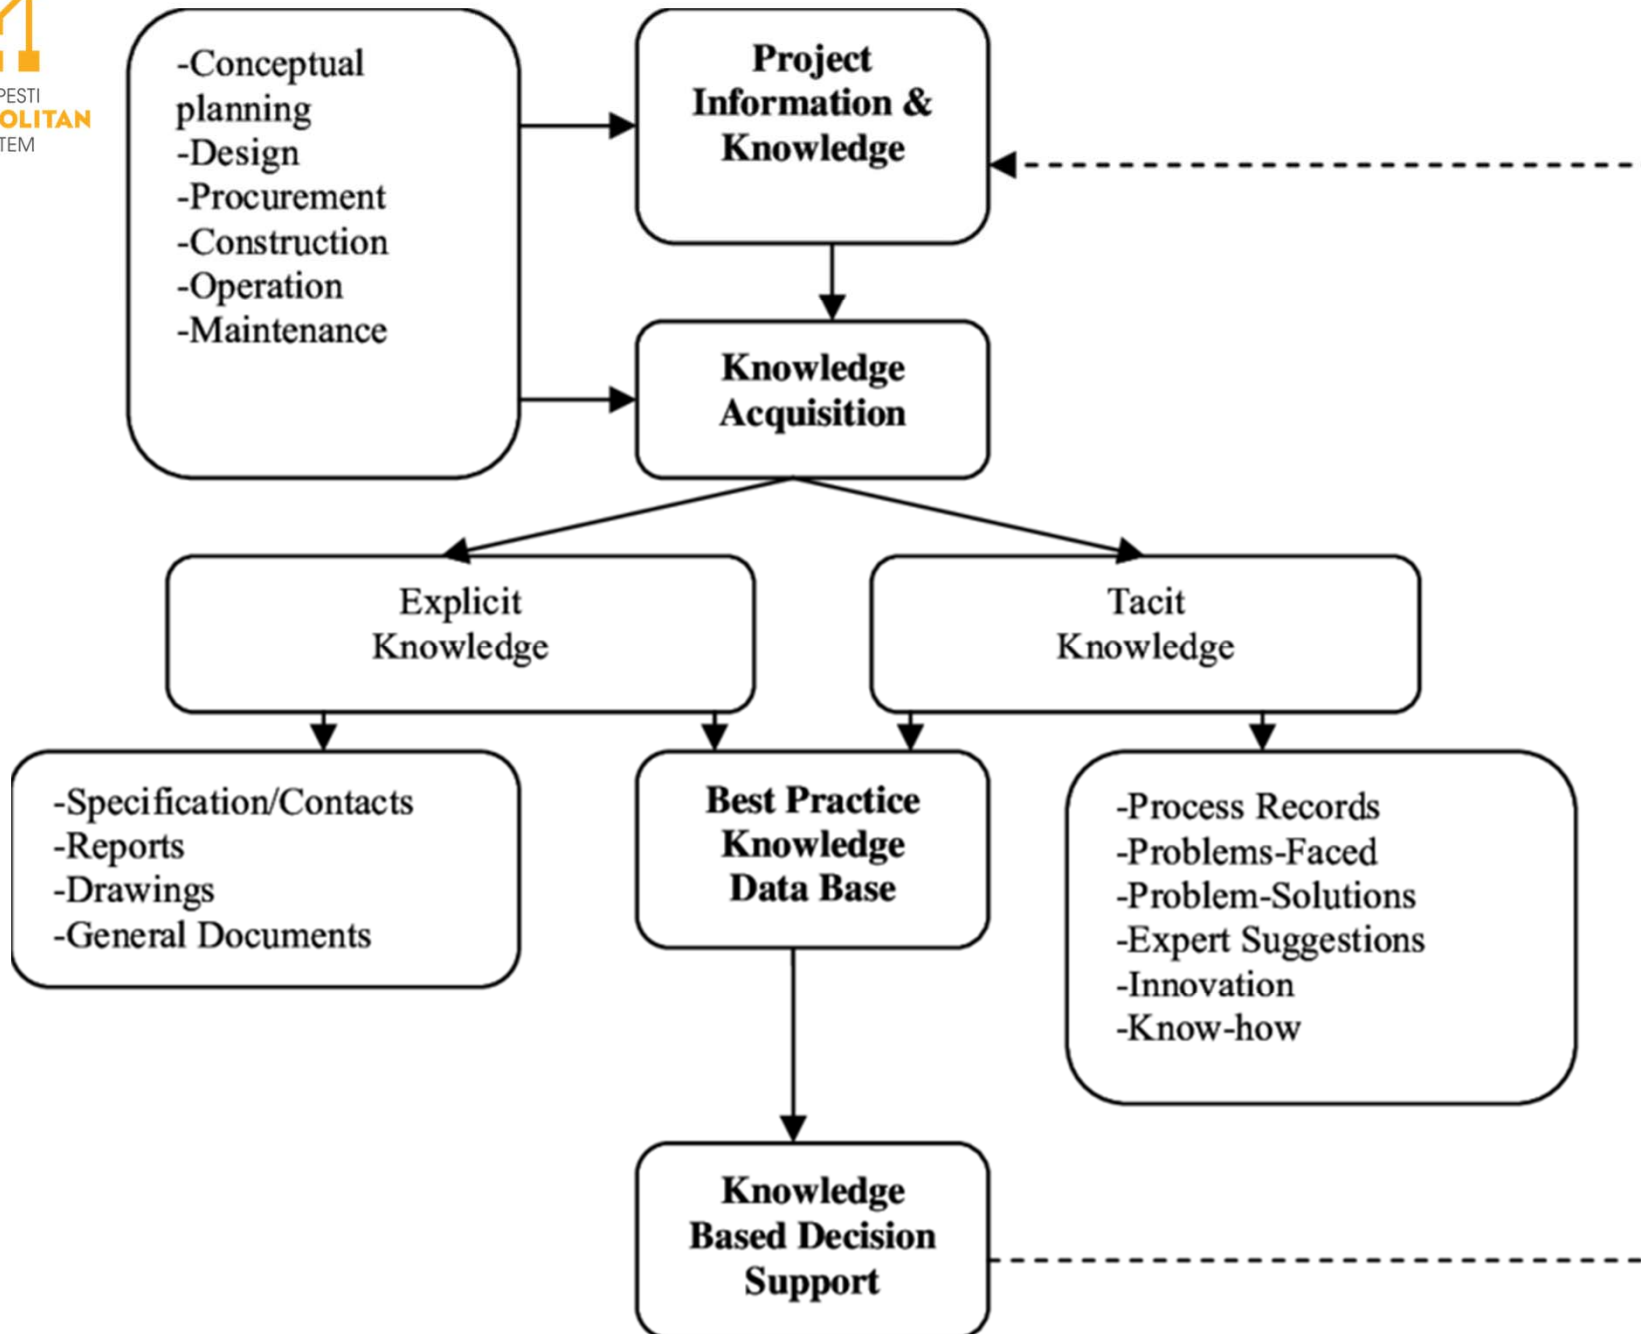 PESTI
OLITAN
TEM
-Conceptual
planning
-Design
-Procurement
-Construction
-Operation
-Maintenance
Project
Information &
Knowledge
Knowledge
Acquisition
Explicit
Knowledge
Tacit
Knowledge
-Specification/Contacts
-Reports
-Drawings
-General Documents
Best Practice
Knowledge
Data Base
-Process Records
-Problems-Faced
-Problem-Solutions
-Expert Suggestions
-Innovation
-Know-how
Knowledge
Based Decision
Support